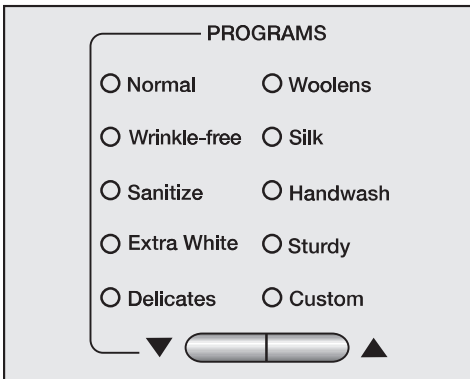 PROGRAMS
Normal
Woolens
Wrinkle-free
Silk
Sanitize
Handwash
Extra White
Sturdy
Delicates
Custom